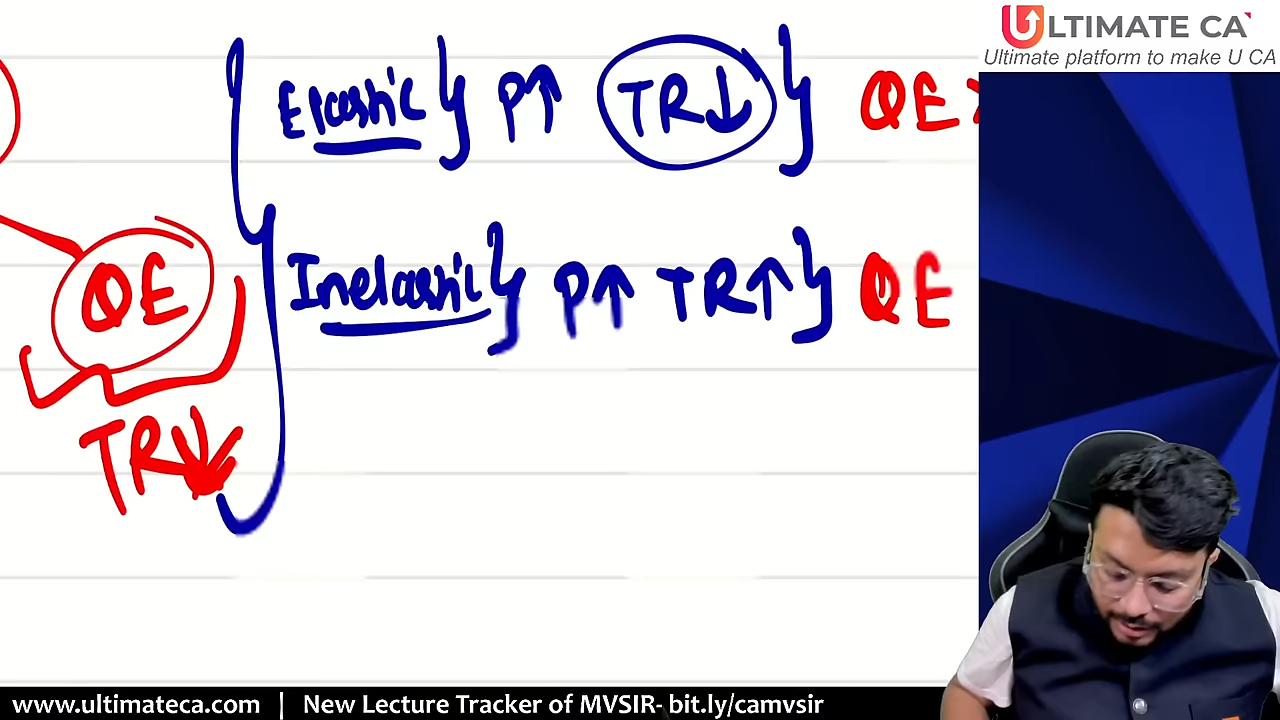 ULTIMATE CA
Ultimate platform to make U CA
Elastic} P↑ TR↓} QE >
Inelastic} P↑ TR↑} QE
QE
TR↓
www.ultimateca.com | New Lecture Tracker of MVSIR- bit.ly/camvsir